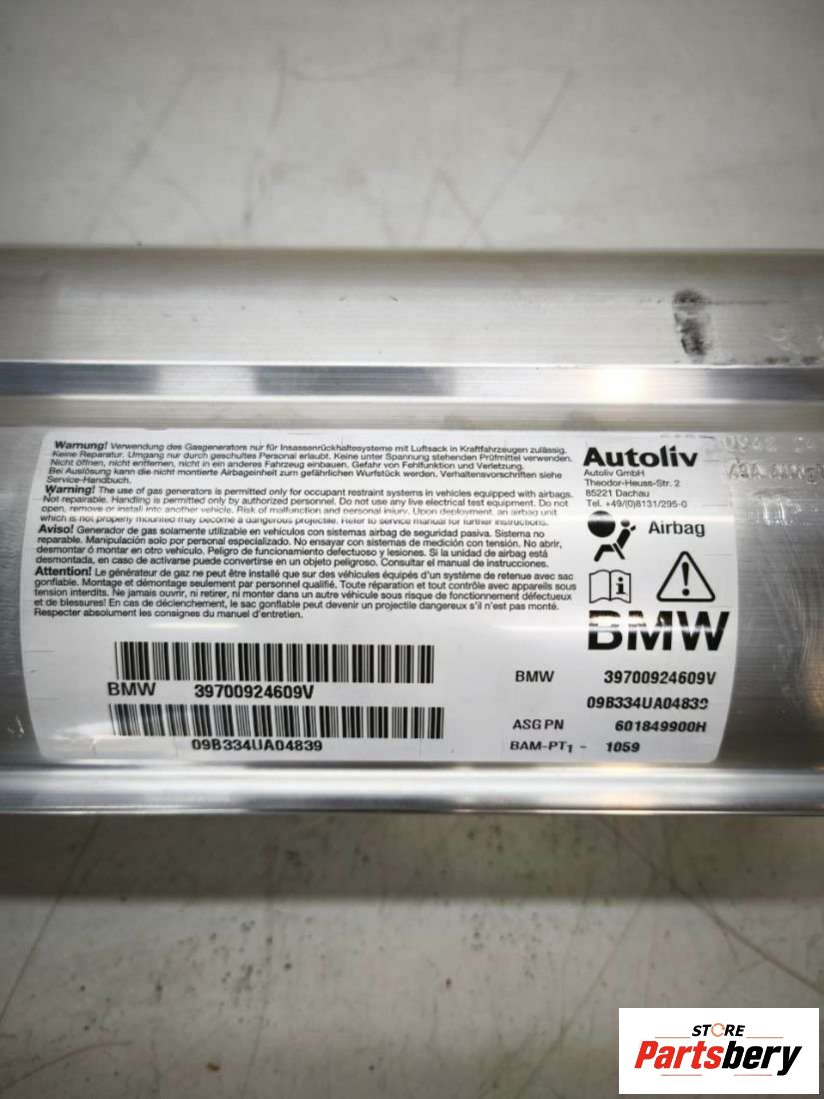 Warnung! Verwendung des Gasgenerators nur für Insassenrückhaltesysteme mit Luftsack in Kraftfahrzeugen zulässig.
Keine Reparatur. Umgang nur durch geschultes Personal erlaubt. Keine unter Spannung stehenden Prüfmittel verwenden.
Nicht öffnen, nicht entfernen, nicht in ein anderes Fahrzeug einbauen. Gefahr von Fehlfunktion und Verletzung.
Bei Auslösung kann die nicht montierte Airbageinheit zum gefährlichen Wurfstück werden. Verhaltensvorschriften siehe
Service-Handbuch.
Warning! The use of gas generators is permitted only for occupant restraint systems in vehicles equipped with airbags.
Not repairable. Handling is permitted only by authorized personnel. Do not use any live electrical test equipment. Do not
open, remove or install into another vehicle. Risk of malfunction and personal injury. Upon deployment, an airbag unit
which is not properly mounted may become a dangerous projectile. Refer to service manual for further instructions.
Aviso! Generador de gas solamente utilizable en vehículos con sistemas airbag de seguridad pasiva. Sistema no
reparable. Manipulación solo por personal especializado. No ensayar con sistemas de medición con tensión. No abrir,
desmontar ó montar en otro vehículo. Peligro de funcionamiento defectuoso y lesiones. Si la unidad de airbag está
desmontada, en caso de activarse puede convertirse en un objeto peligroso. Consultar el manual de instrucciones.
Attention! Le générateur de gaz ne peut être installé que sur des véhicules équipés d'un système de retenue avec sac
gonflable. Montage et démontage seulement par personnel qualifié. Toute réparation et tout contrôle avec appareils sous
tension interdits. Ne jamais ouvrir, ni retirer, ni monter dans un autre véhicule sous risque de fonctionnement défectueux
et de blessures! En cas de déclenchement, le sac gonflable peut devenir un projectile dangereux s'il n'est pas monté.
Respecter absolument les consignes du manuel d'entretien.
Autoliv
Autoliv GmbH
Theodor-Heuss-Str. 2
85221 Dachau
Tel. +49/(0)8131/295-0
Airbag
BMW
BMW 39700924609V
09B334UA04839
BMW 39700924609V
09B334UA04839
ASG PN 601849900H
BAM-PT1 - 1059
STORE
Partsbery